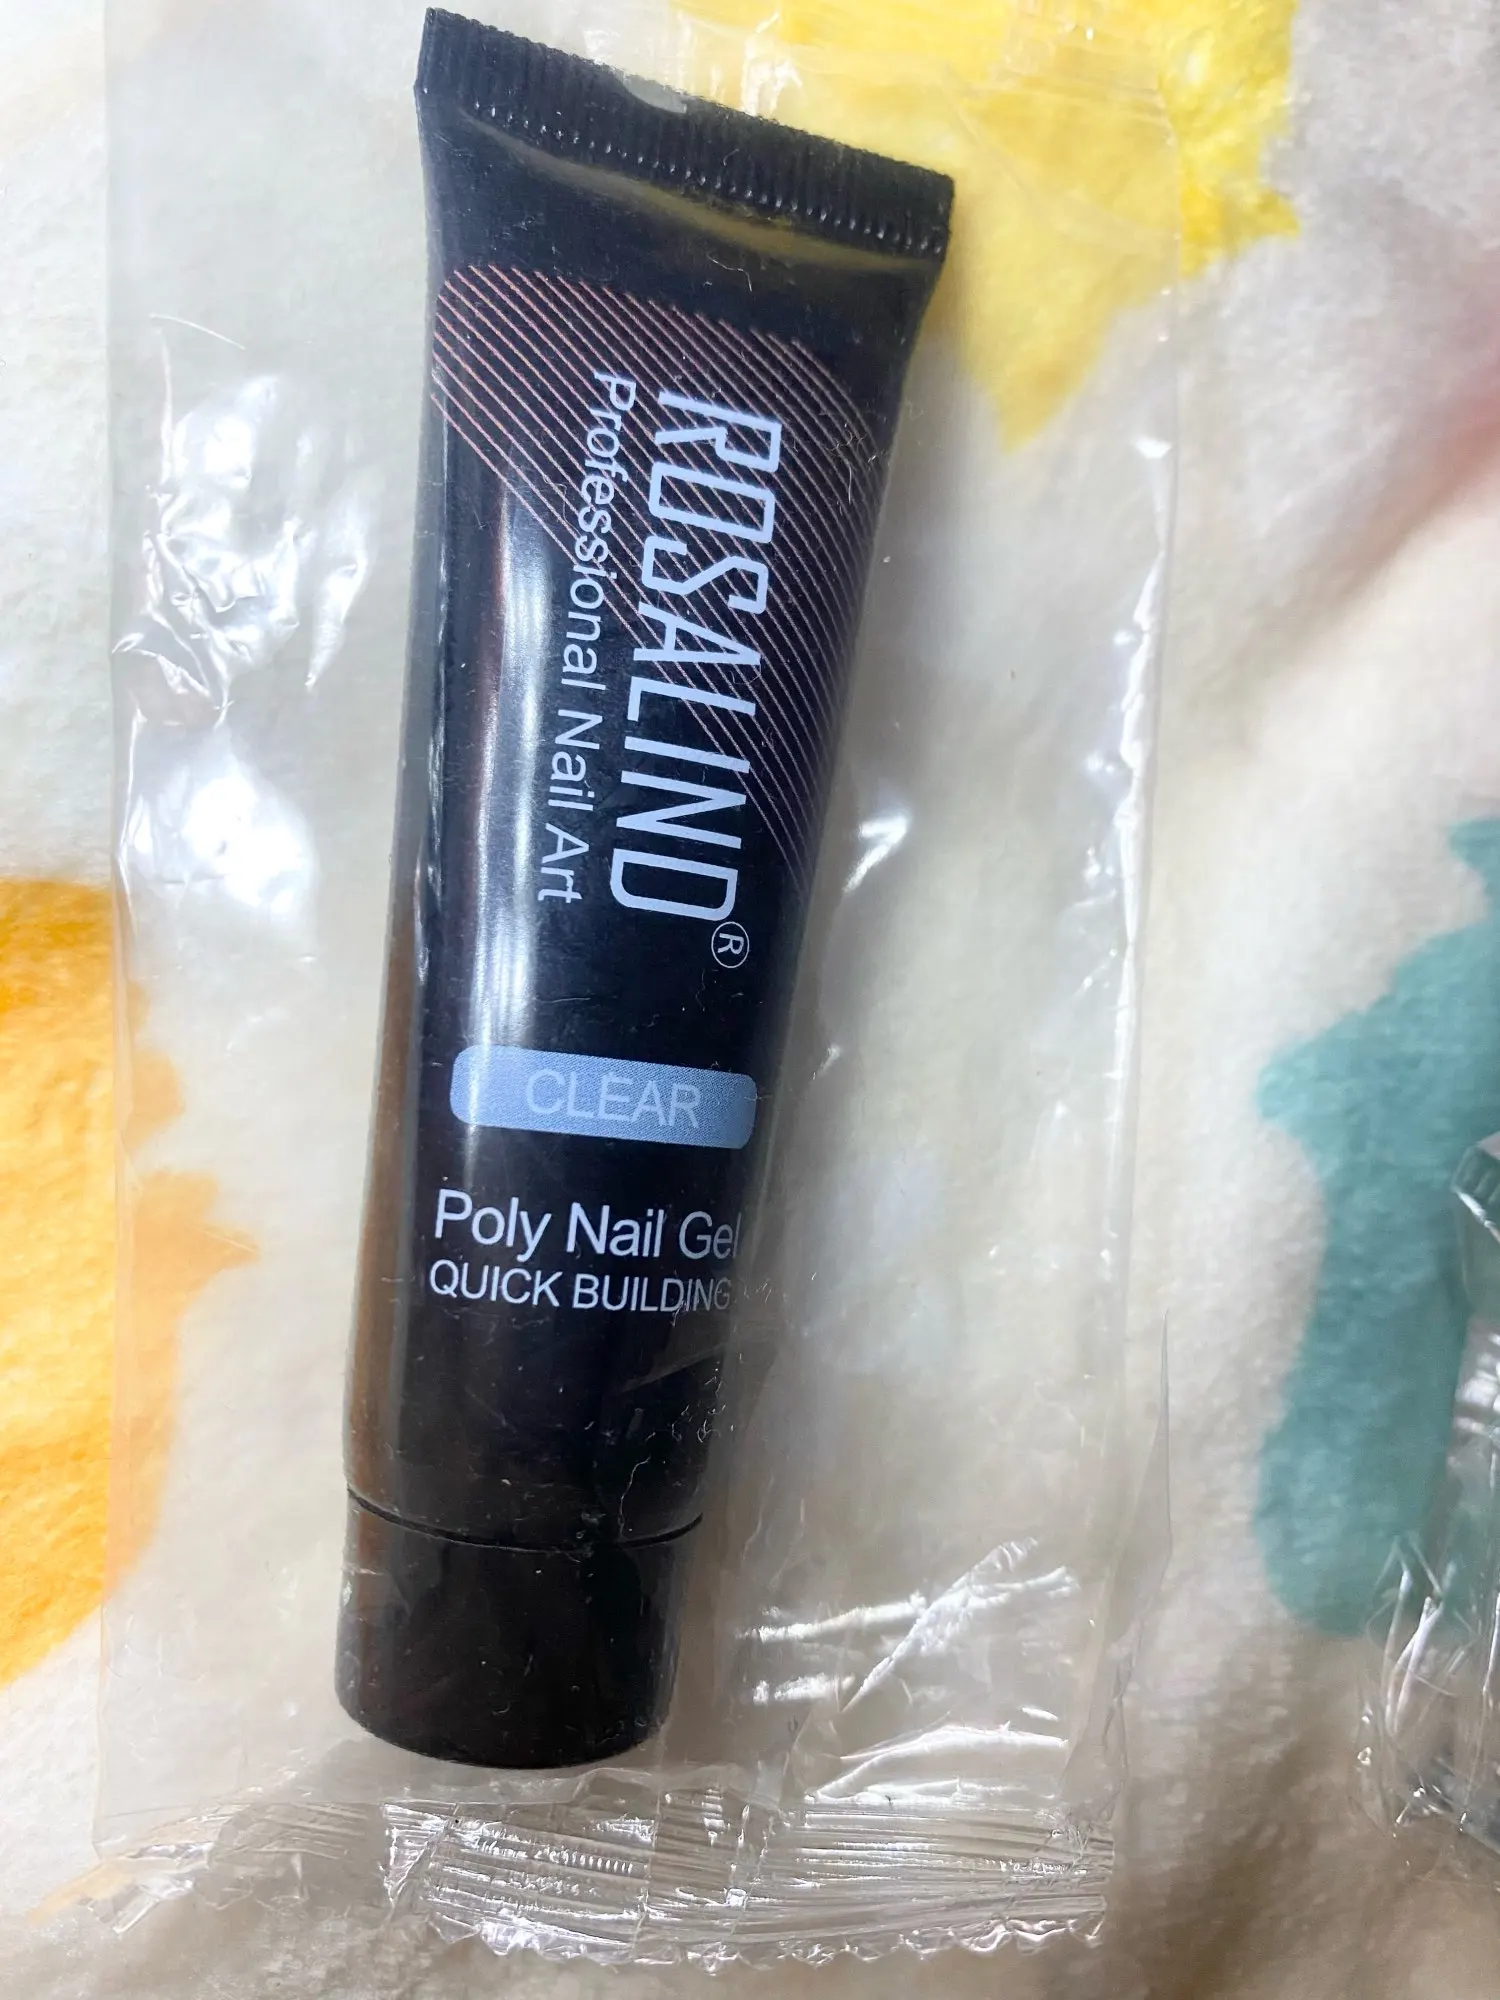 ROSALIND®
Professional Nail Art
CLEAR
Poly Nail Gel
QUICK BUILDING